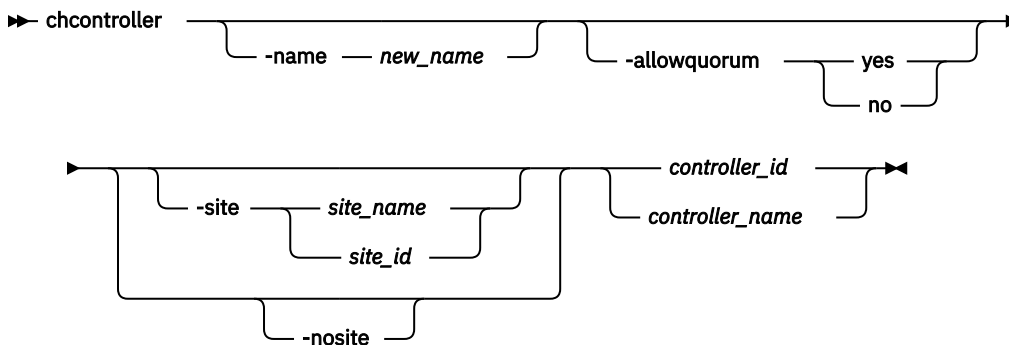 chcontroller -name new_name -allowquorum yes
no
controller_id
-site site_name controller_name
site_id
-nosite